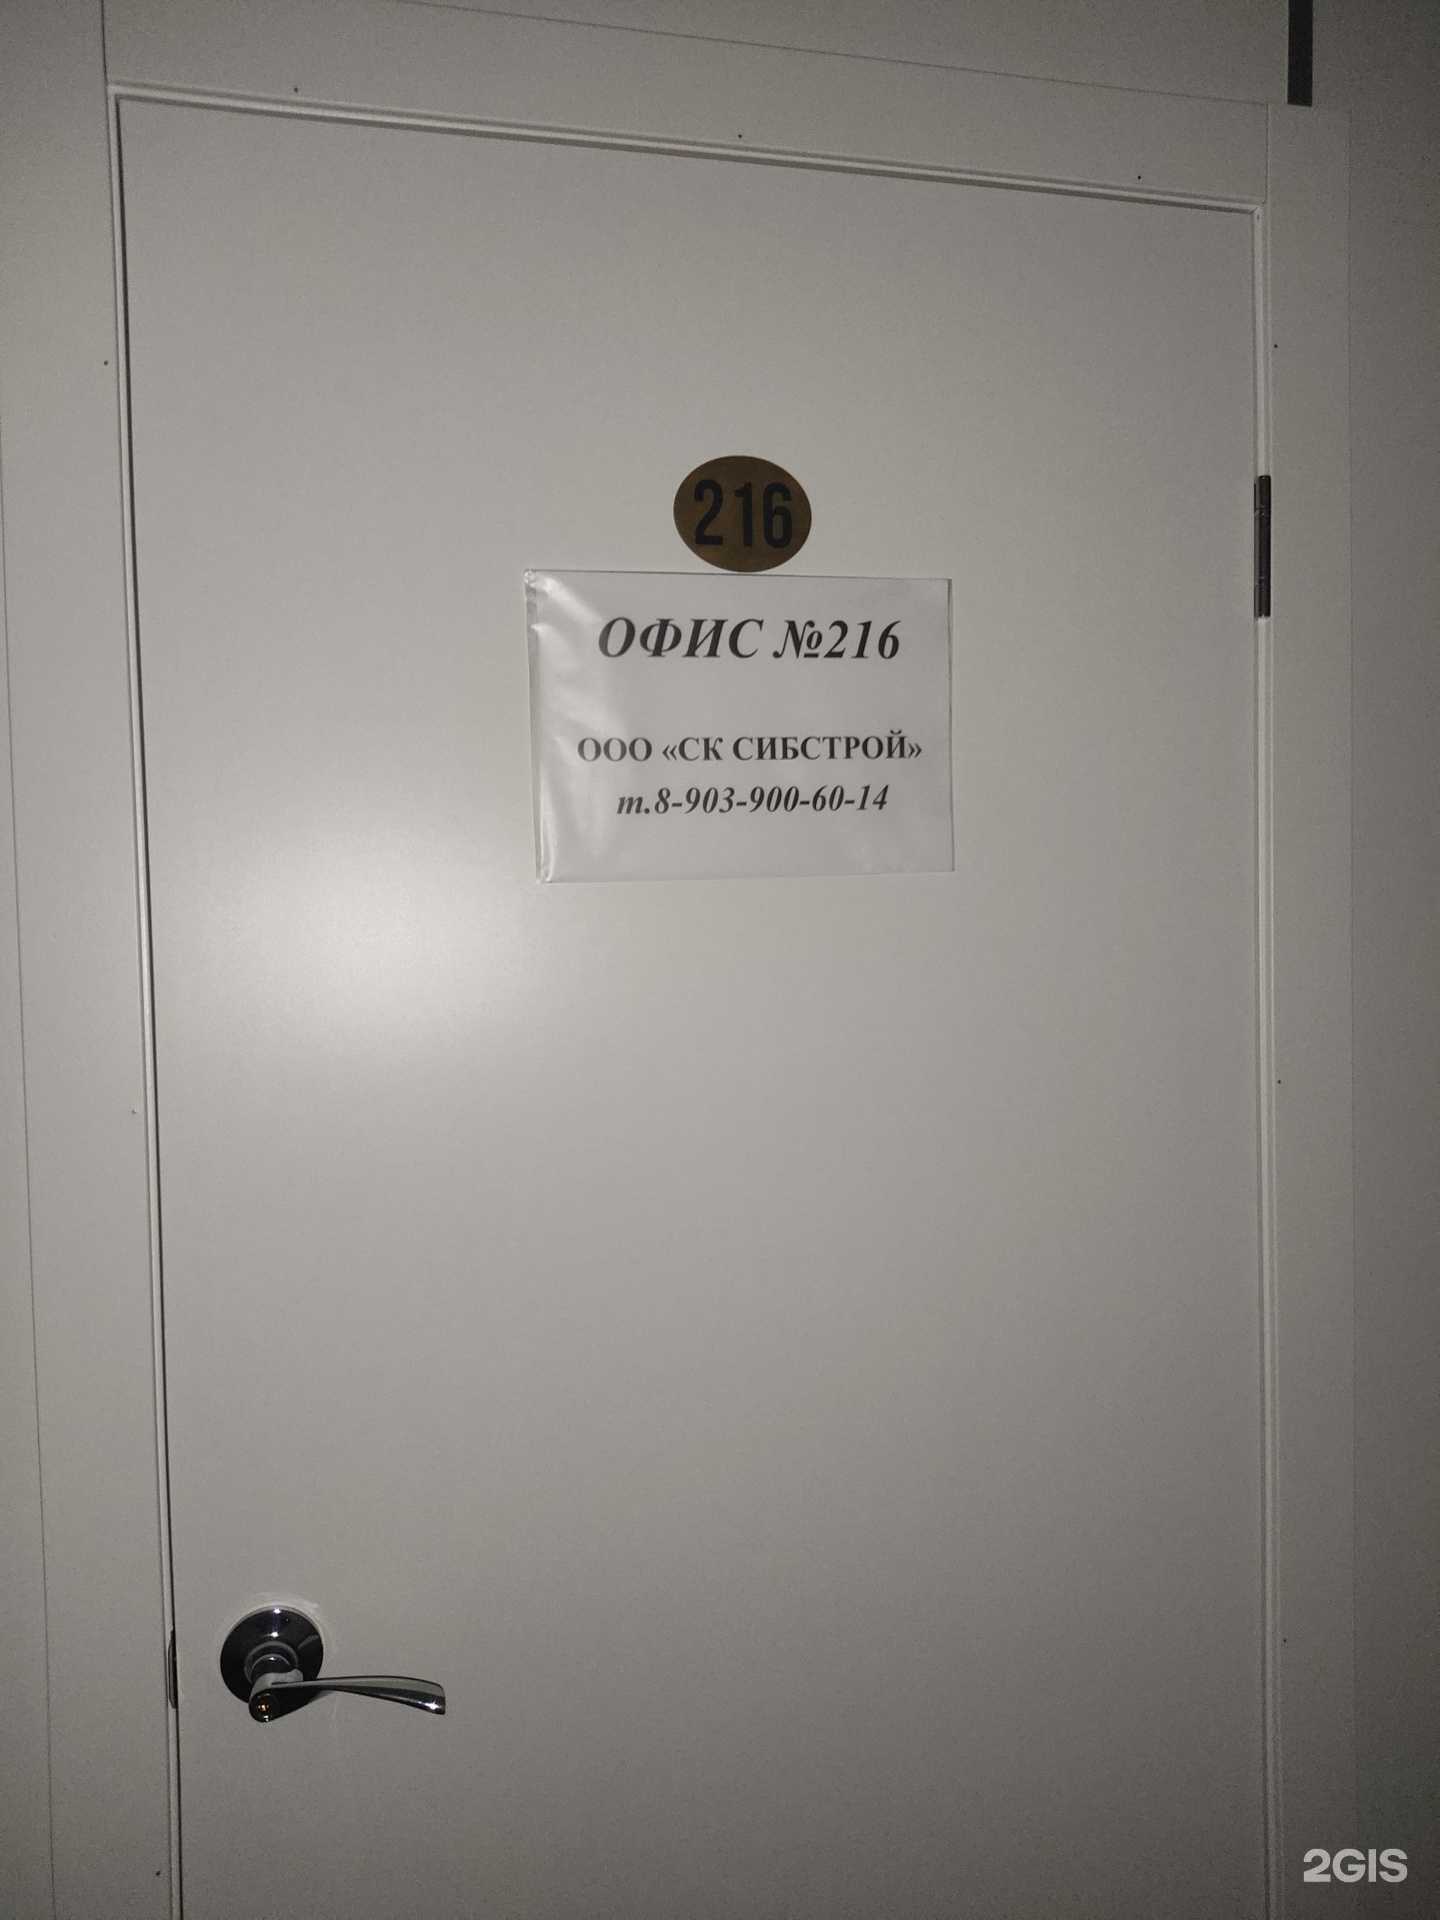 216
ОФИС №216
ООО «СК СИБСТРОЙ»
т.8-903-900-60-14
2GIS